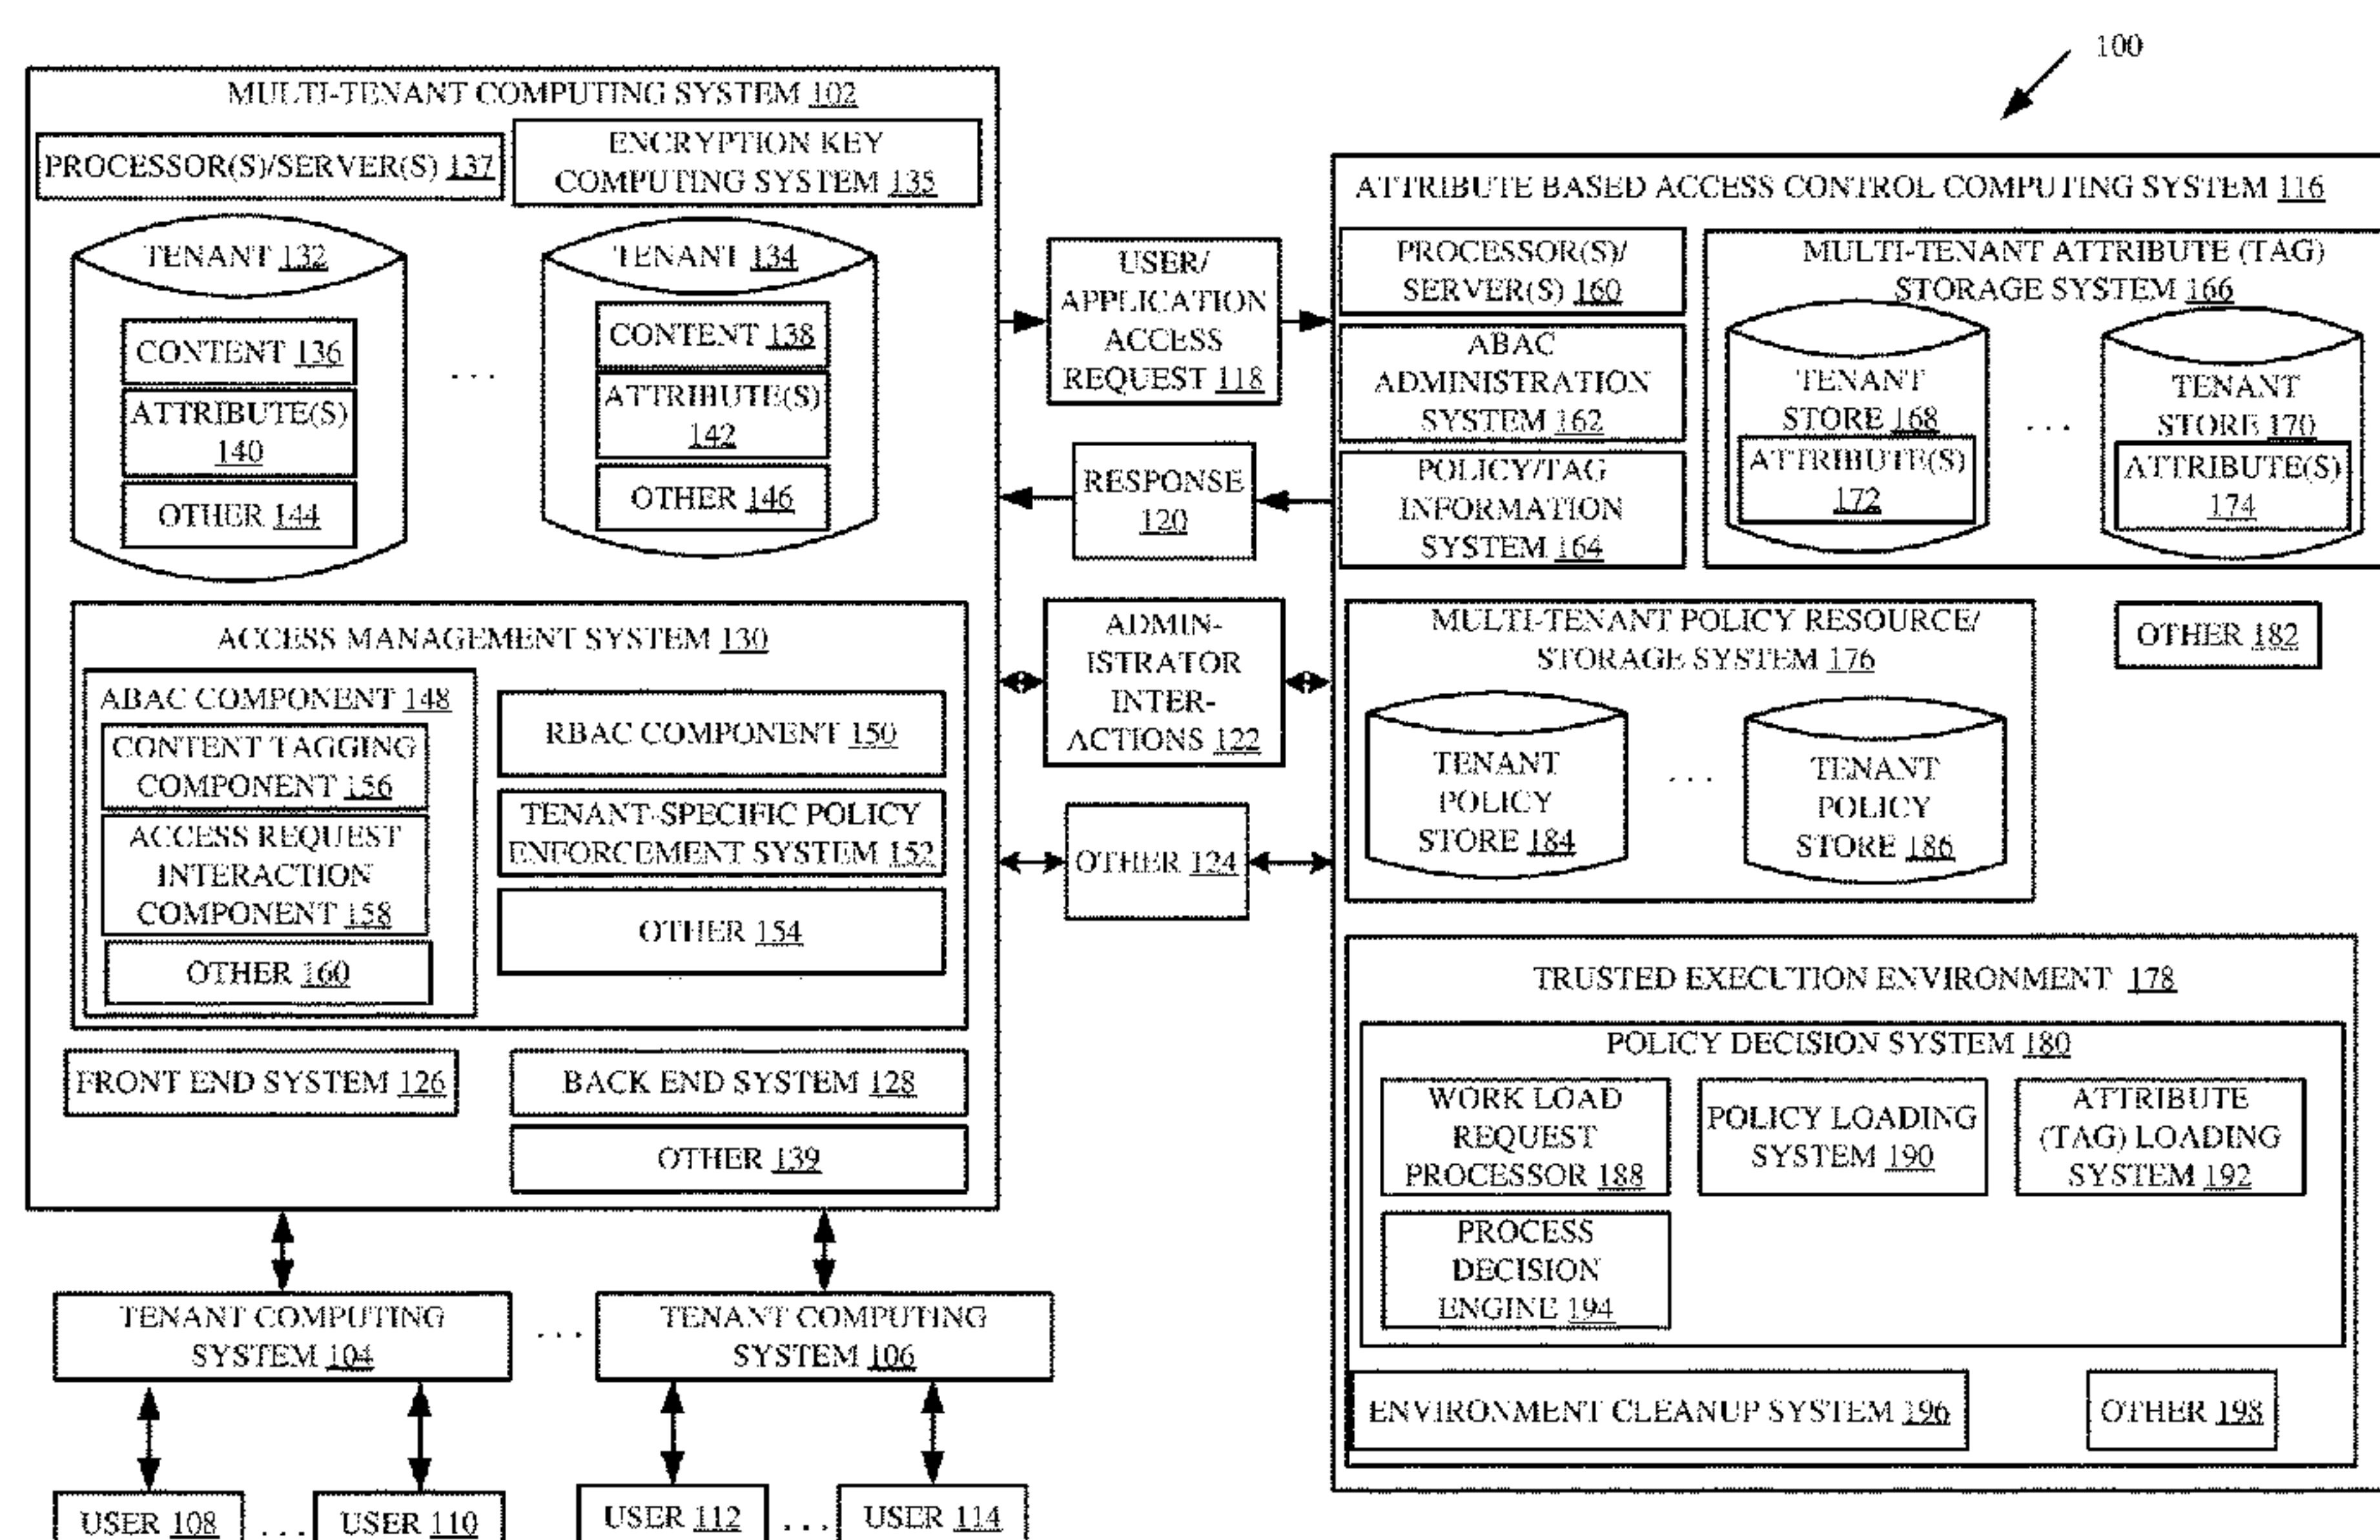 100
MULTI-TENANT COMPUTING SYSTEM 102
PROCESSOR(S)/SERVER(S) 137
ENCRYPTION KEY
COMPUTING SYSTEM 135
TENANT 132
CONTENT 136
ATTRIBUTE(S)
140
OTHER 144
...
TENANT 134
CONTENT 138
ATTRIBUTE(S)
142
OTHER 146
ACCESS MANAGEMENT SYSTEM 130
ABAC COMPONENT 148
CONTENT TAGGING
COMPONENT 156
ACCESS REQUEST
INTERACTION
COMPONENT 158
OTHER 160
RBAC COMPONENT 150
TENANT-SPECIFIC POLICY
ENFORCEMENT SYSTEM 152
OTHER 154
FRONT END SYSTEM 126
BACK END SYSTEM 128
OTHER 139
TENANT COMPUTING
SYSTEM 104
...
TENANT COMPUTING
SYSTEM 106
USER 108
...
USER 110
USER 112
...
USER 114
USER/
APPLICATION
ACCESS
REQUEST 118
RESPONSE
120
ADMIN-
ISTRATOR
INTER-
ACTIONS 122
OTHER 124
ATTRIBUTE BASED ACCESS CONTROL COMPUTING SYSTEM 116
PROCESSOR(S)/
SERVER(S) 160
ABAC
ADMINISTRATION
SYSTEM 162
POLICY/TAG
INFORMATION
SYSTEM 164
MULTI-TENANT ATTRIBUTE (TAG)
STORAGE SYSTEM 166
TENANT
STORE 168
ATTRIBUTE(S)
172
...
TENANT
STORE 170
ATTRIBUTE(S)
174
MULTI-TENANT POLICY RESOURCE/
STORAGE SYSTEM 176
TENANT
POLICY
STORE 184
...
TENANT
POLICY
STORE 186
OTHER 182
TRUSTED EXECUTION ENVIRONMENT 178
POLICY DECISION SYSTEM 180
WORK LOAD
REQUEST
PROCESSOR 188
POLICY LOADING
SYSTEM 190
ATTRIBUTE
(TAG) LOADING
SYSTEM 192
PROCESS
DECISION
ENGINE 194
ENVIRONMENT CLEANUP SYSTEM 196
OTHER 198